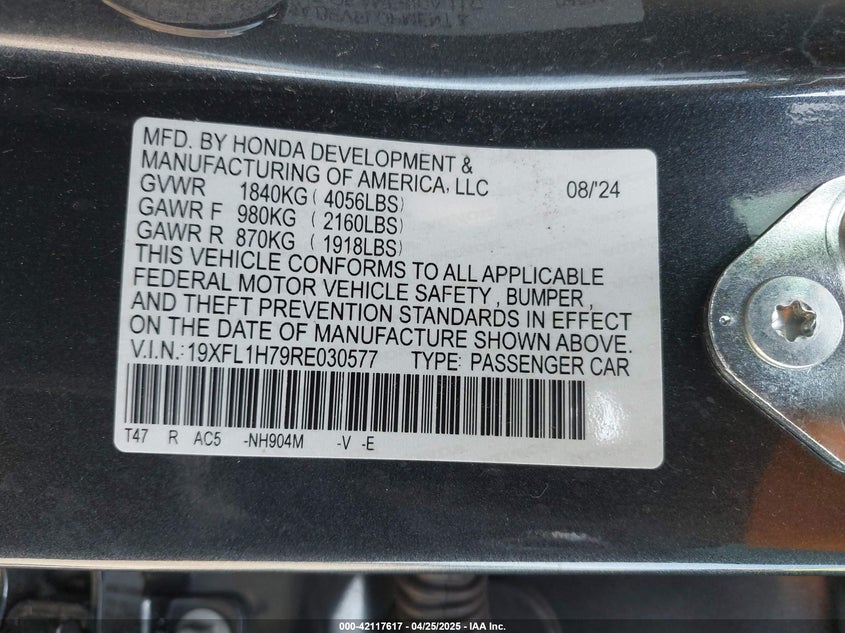 MFD. BY HONDA DEVELOPMENT &
MANUFACTURING OF AMERICA, LLC 08/'24
GVWR 1840KG ( 4056LBS)
GAWR F 980KG ( 2160LBS)
GAWR R 870KG ( 1918LBS)
THIS VEHICLE CONFORMS TO ALL APPLICABLE
FEDERAL MOTOR VEHICLE SAFETY , BUMPER ,
AND THEFT PREVENTION STANDARDS IN EFFECT
ON THE DATE OF MANUFACTURE SHOWN ABOVE.
V.I.N.:19XFL1H79RE030577 TYPE: PASSENGER CAR
T47 R AC5 -NH904M -V -E
000-42117617 - 04/25/2025 - IAA Inc.